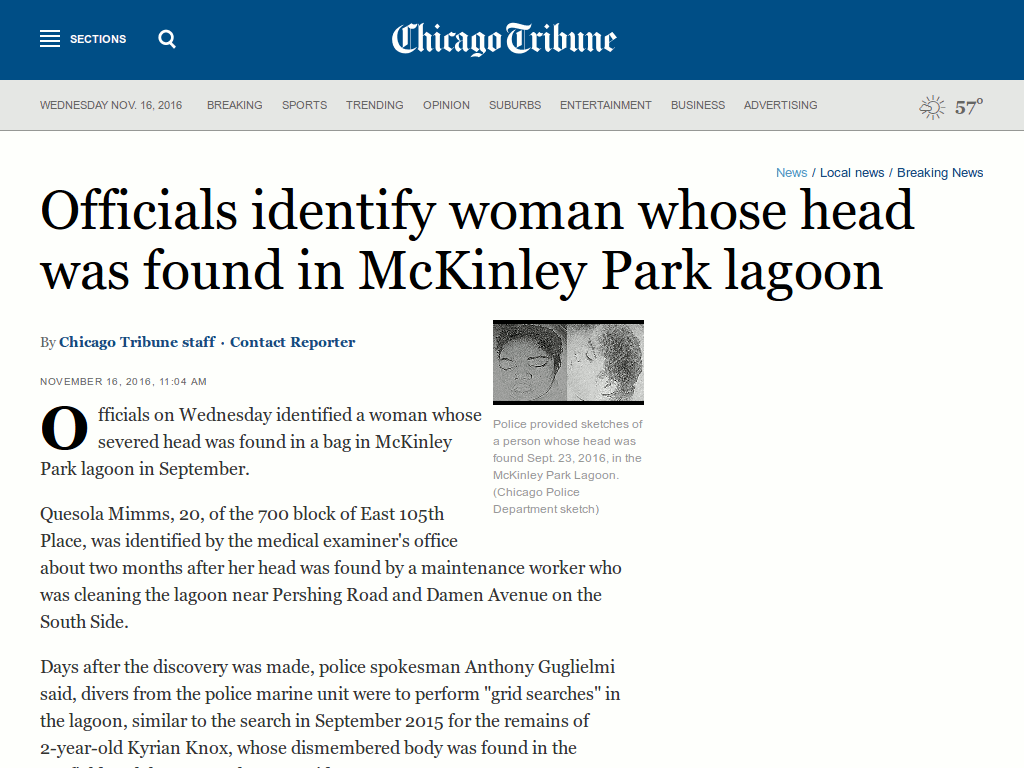 SECTIONS
Chicago Tribune
WEDNESDAY NOV. 16, 2016 BREAKING SPORTS TRENDING OPINION SUBURBS ENTERTAINMENT BUSINESS ADVERTISING 57°
News / Local news / Breaking News
Officials identify woman whose head
was found in McKinley Park lagoon
By Chicago Tribune staff · Contact Reporter
NOVEMBER 16, 2016, 11:04 AM
Officials on Wednesday identified a woman whose
severed head was found in a bag in McKinley
Park lagoon in September.
Police provided sketches of
a person whose head was
found Sept. 23, 2016, in the
McKinley Park Lagoon.
(Chicago Police
Department sketch)
Quesola Mimms, 20, of the 700 block of East 105th
Place, was identified by the medical examiner's office
about two months after her head was found by a maintenance worker who
was cleaning the lagoon near Pershing Road and Damen Avenue on the
South Side.
Days after the discovery was made, police spokesman Anthony Guglielmi
said, divers from the police marine unit were to perform "grid searches" in
the lagoon, similar to the search in September 2015 for the remains of
2-year-old Kyrian Knox, whose dismembered body was found in the